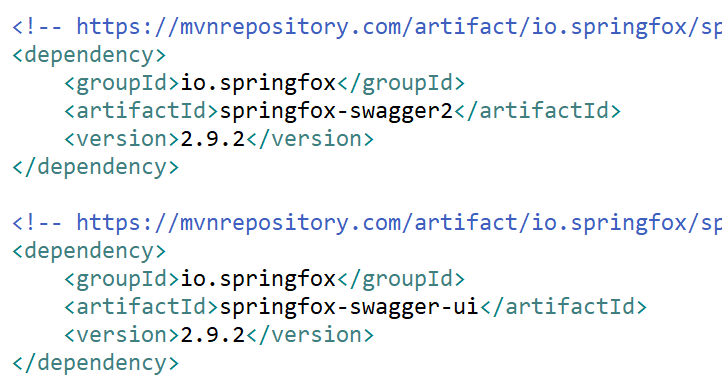 <!-- https://mvnrepository.com/artifact/io.springfox/sp
<dependency>
    <groupId>io.springfox</groupId>
    <artifactId>springfox-swagger2</artifactId>
    <version>2.9.2</version>
</dependency>

<!-- https://mvnrepository.com/artifact/io.springfox/sp
<dependency>
    <groupId>io.springfox</groupId>
    <artifactId>springfox-swagger-ui</artifactId>
    <version>2.9.2</version>
</dependency>